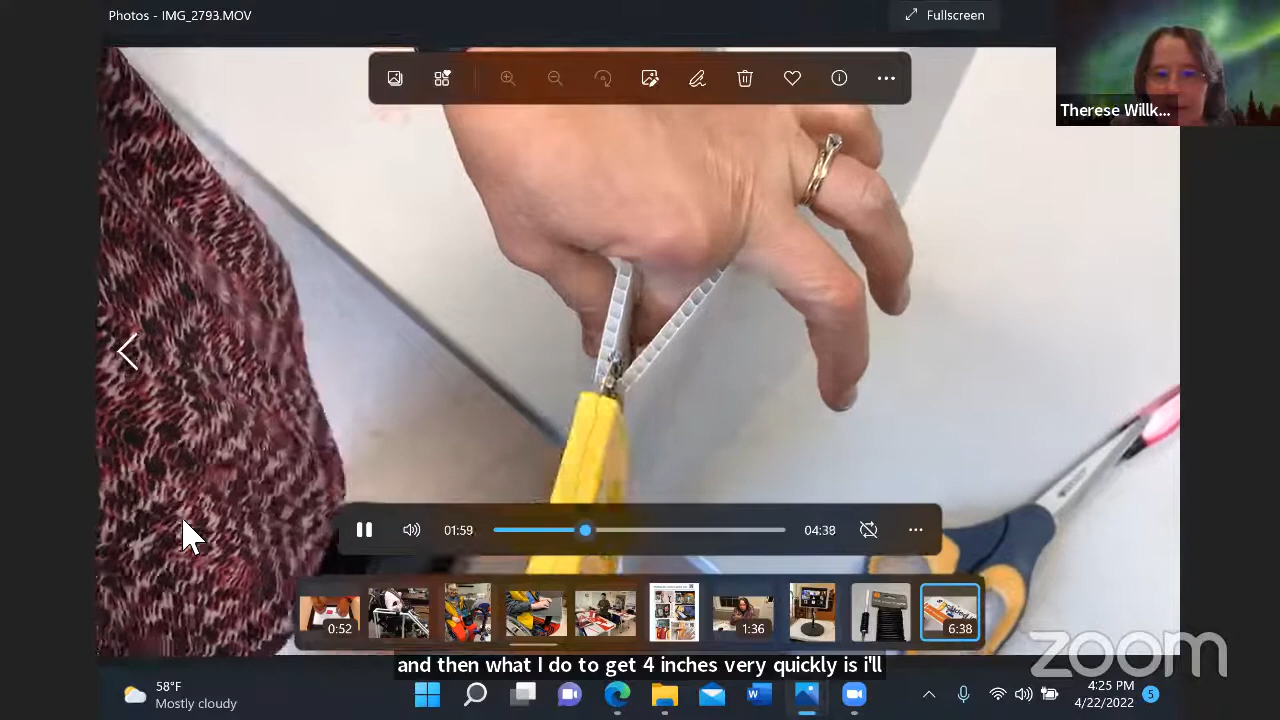 Photos - IMG_2793.MOV
Fullscreen
Therese Willk...
01:59
04:38
0:52
1:36
6:38
and then what I do to get 4 inches very quickly is i'll
zoom
58°F
Mostly cloudy
4:25 PM
4/22/2022
5